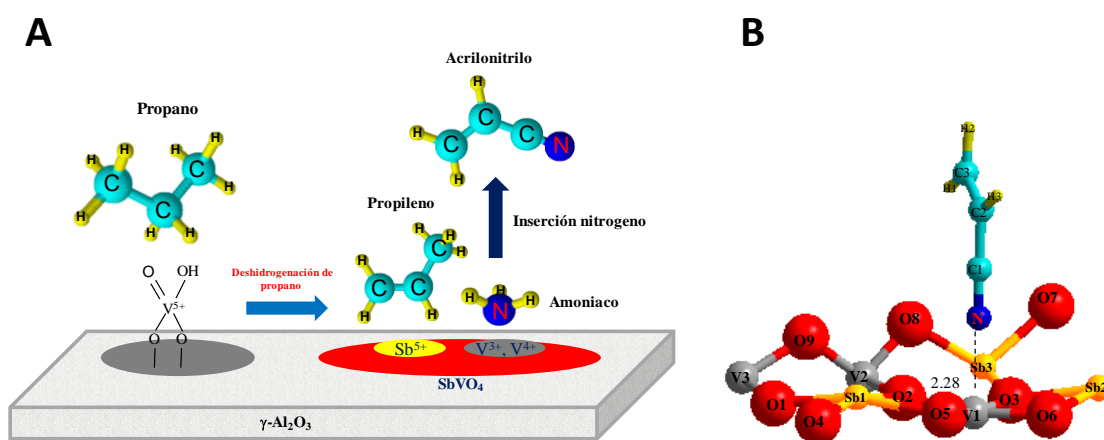 A
B
Acrilonitrilo
H
H
C
C
C
N
H
Propano
H
H
H
C
C
H
H
C
H
H
H
Propileno
H
H
H
C
C
C
H
H
H
Inserción nitrogeno
O
OH
V5+
O
O
Deshidrogenación de
propano
H
H
H
N
Amoniaco
Sb5+
V3+, V4+
SbVO4
γ-Al2O3
H2
C3
H1
H3
C2
C1
N
O7
O8
O9
Sb3
V3
V2
2.28
Sb2
O1
Sb1
O2
O3
O4
O5
V1
O6